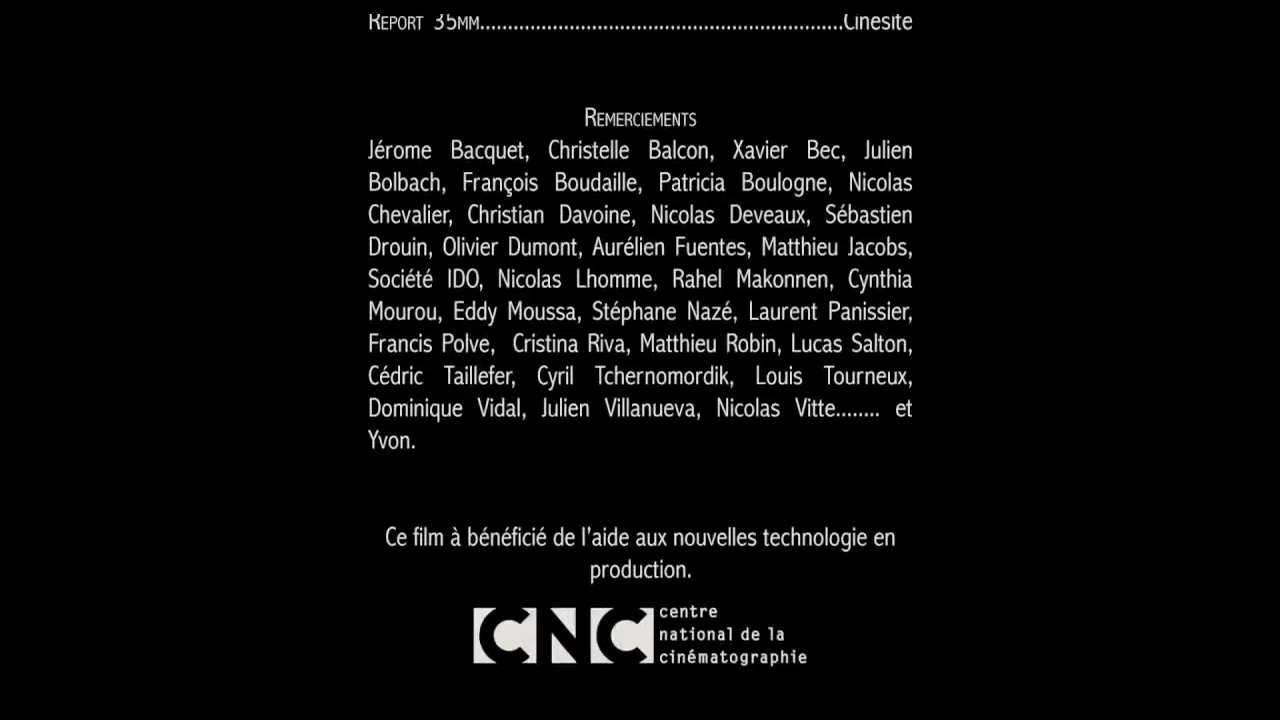 Report 35mm..........................................................Cinesite
Remerciements
Jérome Bacquet, Christelle Balcon, Xavier Bec, Julien
Bolbach, François Boudaille, Patricia Boulogne, Nicolas
Chevalier, Christian Davoine, Nicolas Deveaux, Sébastien
Drouin, Olivier Dumont, Aurélien Fuentes, Matthieu Jacobs,
Société IDO, Nicolas Lhomme, Rahel Makonnen, Cynthia
Mourou, Eddy Moussa, Stéphane Nazé, Laurent Panissier,
Francis Polve, Cristina Riva, Matthieu Robin, Lucas Salton,
Cédric Taillefer, Cyril Tchernomordik, Louis Tourneux,
Dominique Vidal, Julien Villanueva, Nicolas Vitte........ et
Yvon.
Ce film à bénéficié de l'aide aux nouvelles technologie en
production.
CNC
centre
national de la
cinématographie